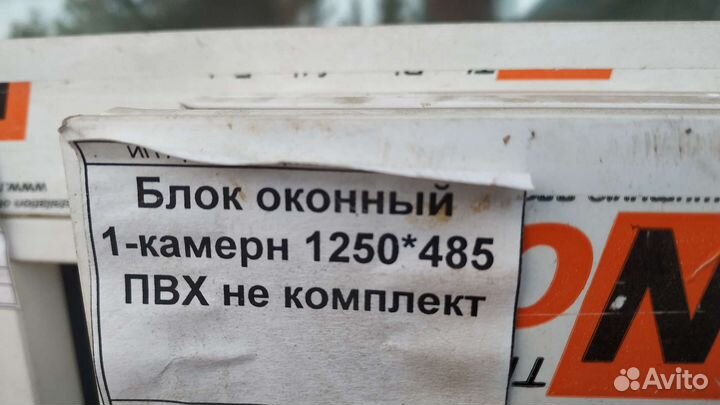 Блок оконный
1-камерн 1250*485
ПВХ не комплект
Avito